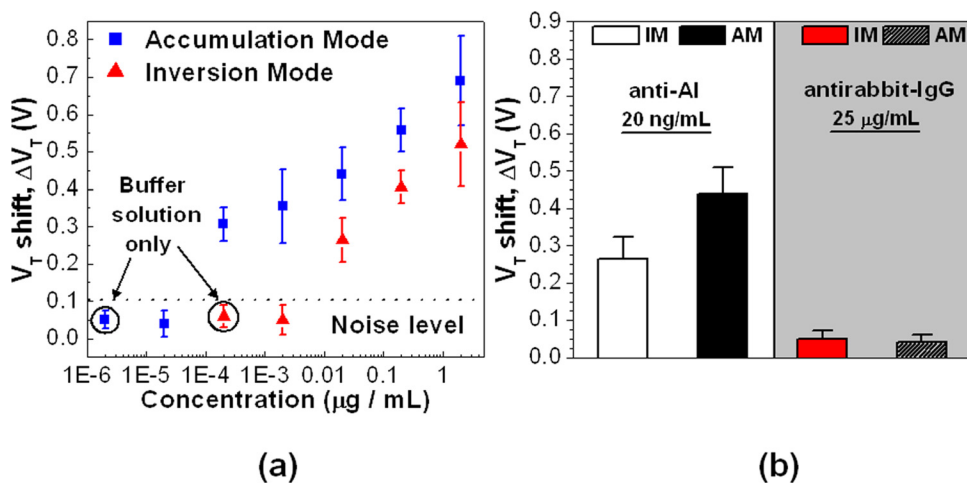 V_T shift, ΔV_T (V)
0.8
0.7
0.6
0.5
0.4
0.3
0.2
0.1
0.0
Accumulation Mode
Inversion Mode
Buffer
solution
only
Noise level
1E-6 1E-5 1E-4 1E-3 0.01 0.1 1
Concentration (μg / mL)
(a)
V_T shift, ΔV_T (V)
0.9
0.8
0.7
0.6
0.5
0.4
0.3
0.2
0.1
0.0
IM AM
anti-AI
20 ng/mL
IM AM
antirabbit-IgG
25 μg/mL
(b)